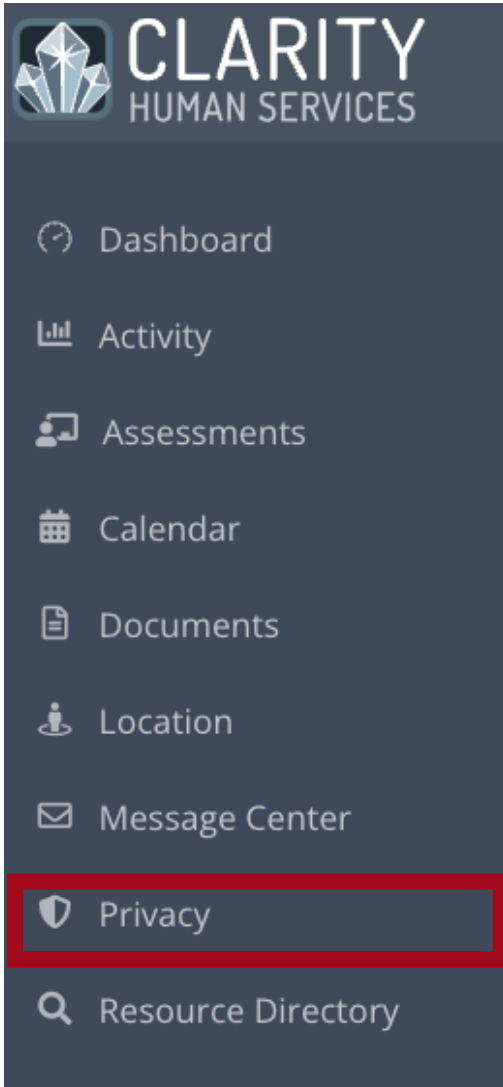 CLARITY
HUMAN SERVICES
Dashboard
Activity
Assessments
Calendar
Documents
Location
Message Center
Privacy
Resource Directory